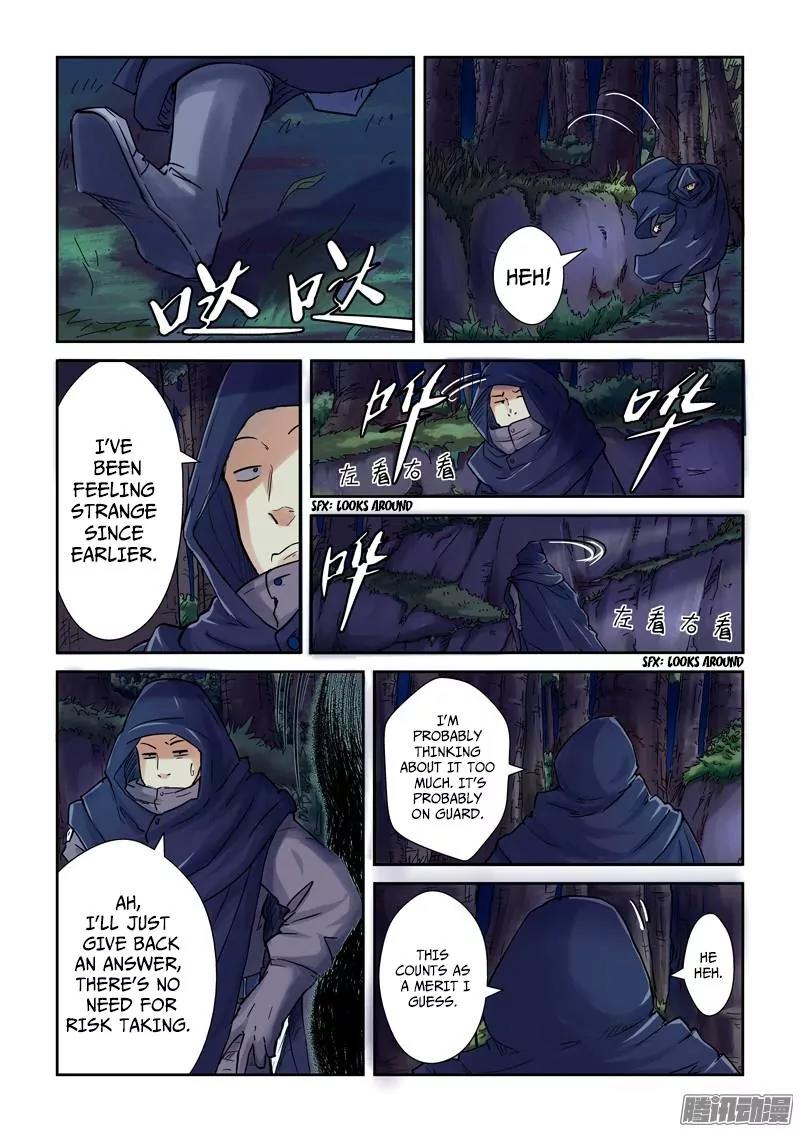 哒 哒
HEH!
I'VE
BEEN
FEELING
STRANGE
SINCE
EARLIER.
哗 哗
左看右看
SFX: LOOKS AROUND
哗
左看右看
SFX: LOOKS AROUND
AH,
I'LL JUST
GIVE BACK
AN ANSWER,
THERE'S NO
NEED FOR
RISK TAKING.
I'M
PROBABLY
THINKING
ABOUT IT TOO
MUCH. IT'S
PROBABLY
ON GUARD.
THIS
COUNTS AS
A MERIT I
GUESS.
HE
HEH.
腾讯动漫